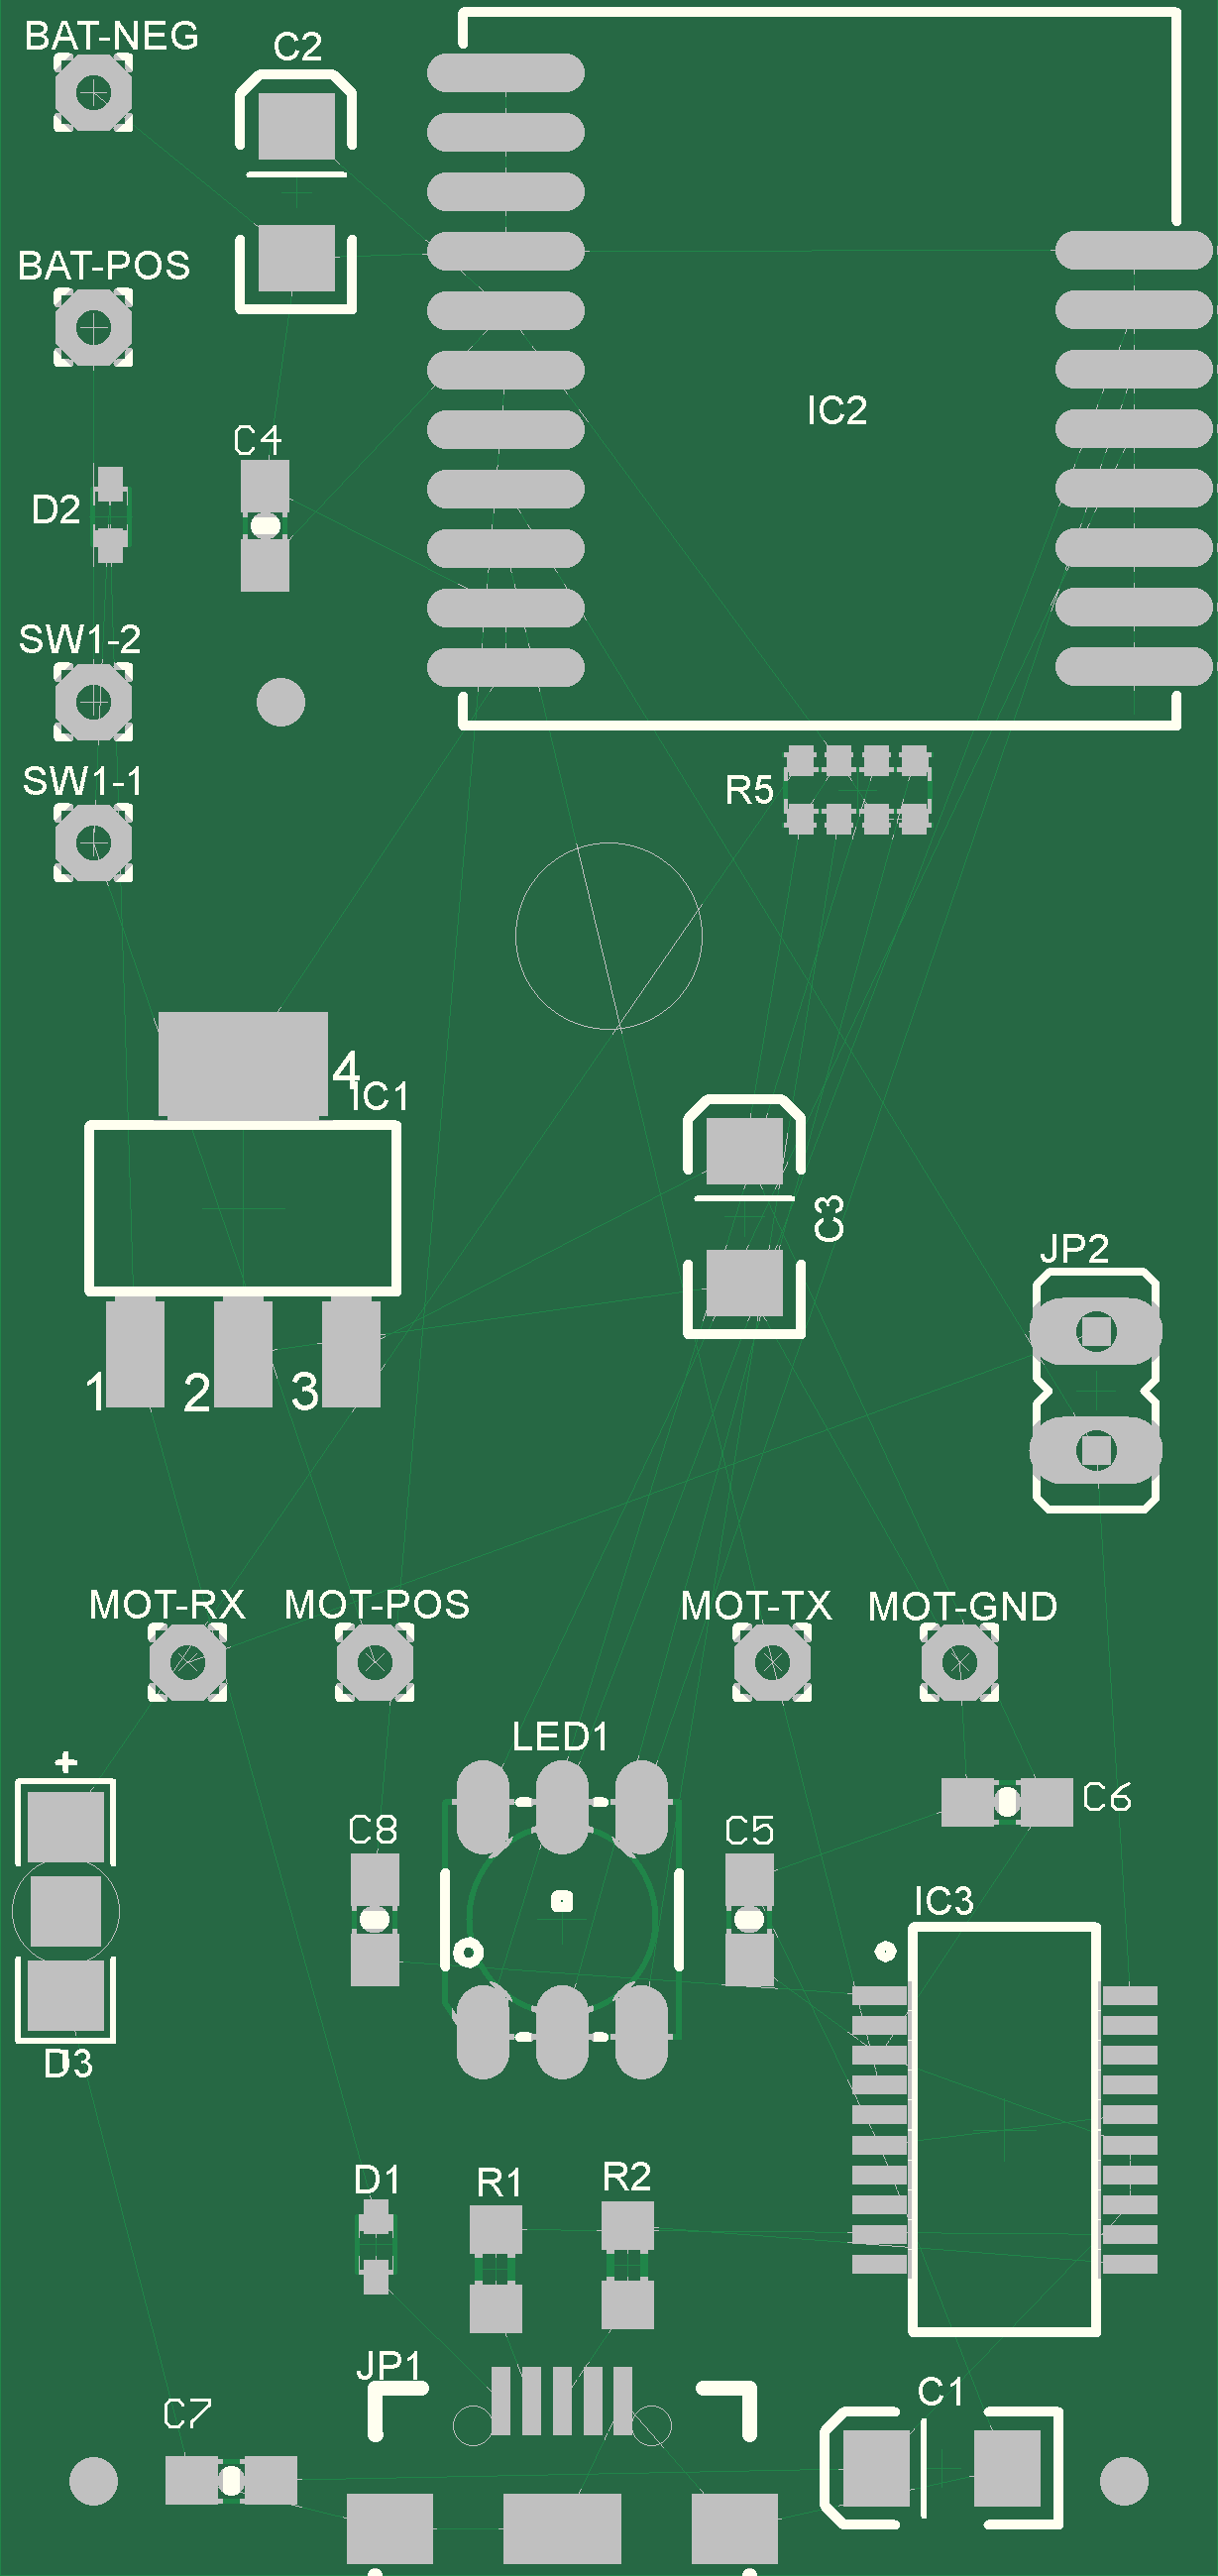 BAT-NEG
C2
BAT-POS
IC2
C4
D2
SW1-2
SW1-1
R5
4
IC1
C3
JP2
1 2 3
MOT-RX MOT-POS MOT-TX MOT-GND
LED1
+
C8 C5 C6
IC3
D3
D1 R1 R2
JP1
C1
C7